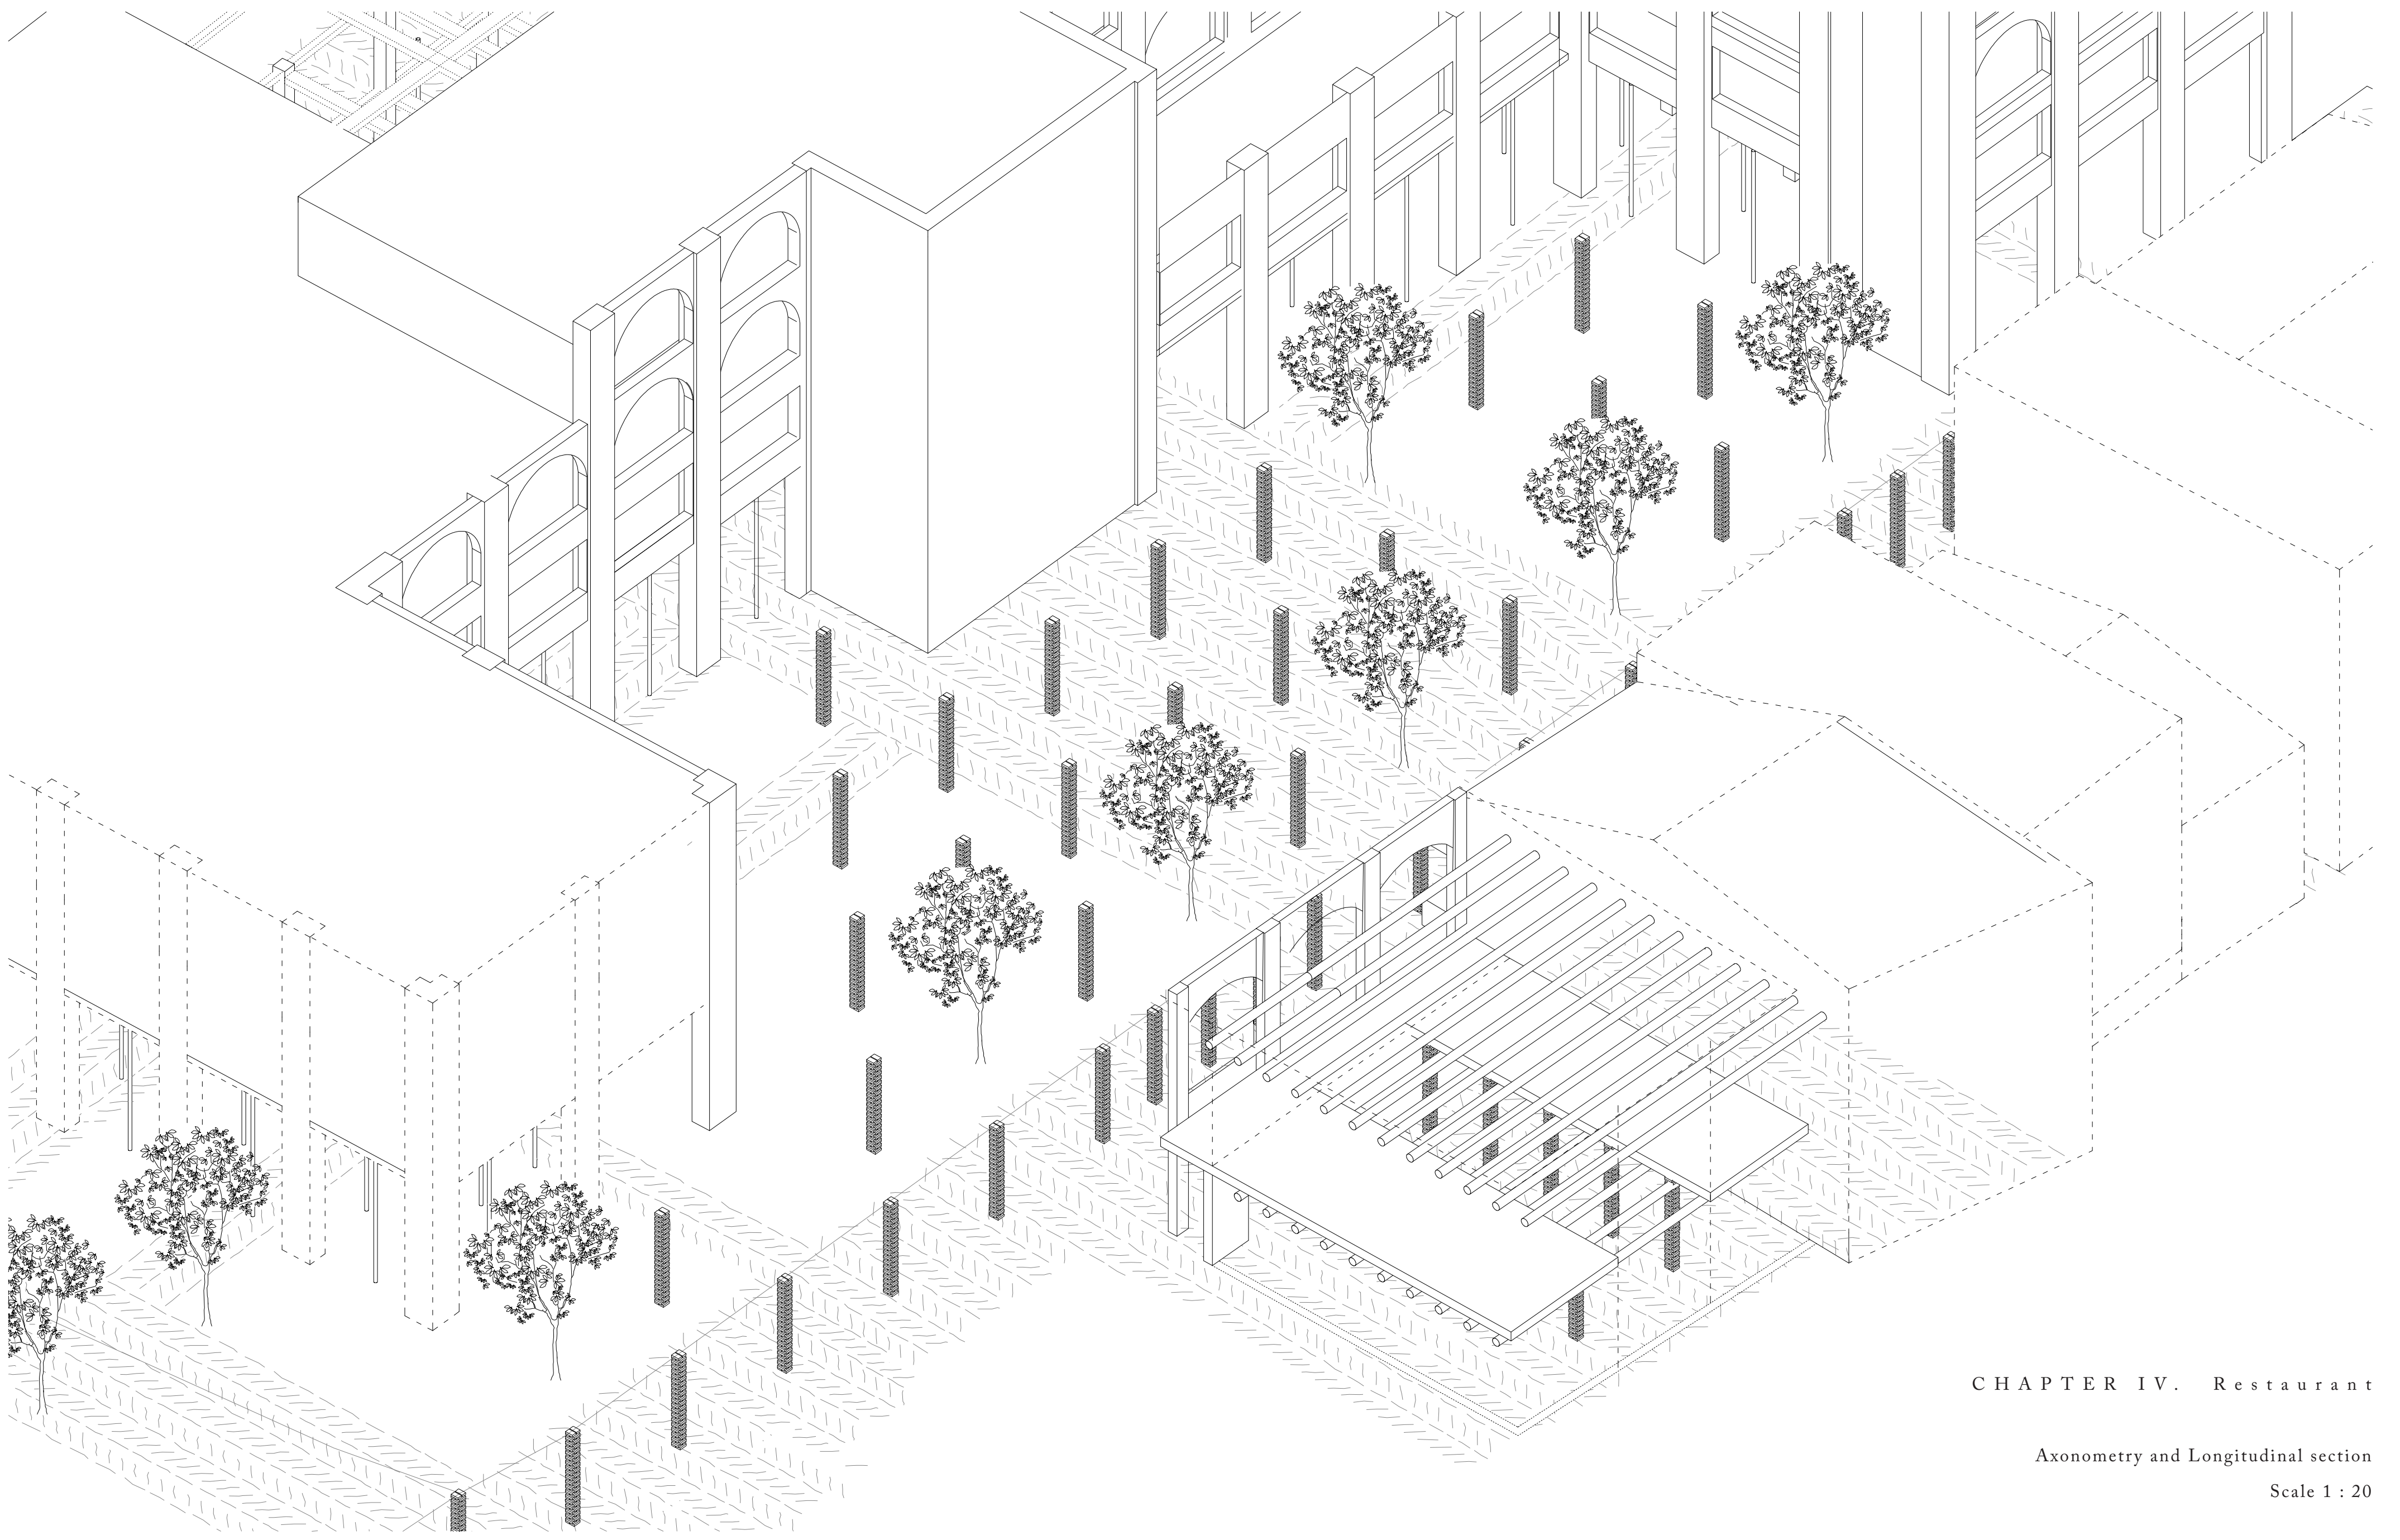 CHAPTER IV. Restaurant
Axonometry and Longitudinal section
Scale 1 : 20